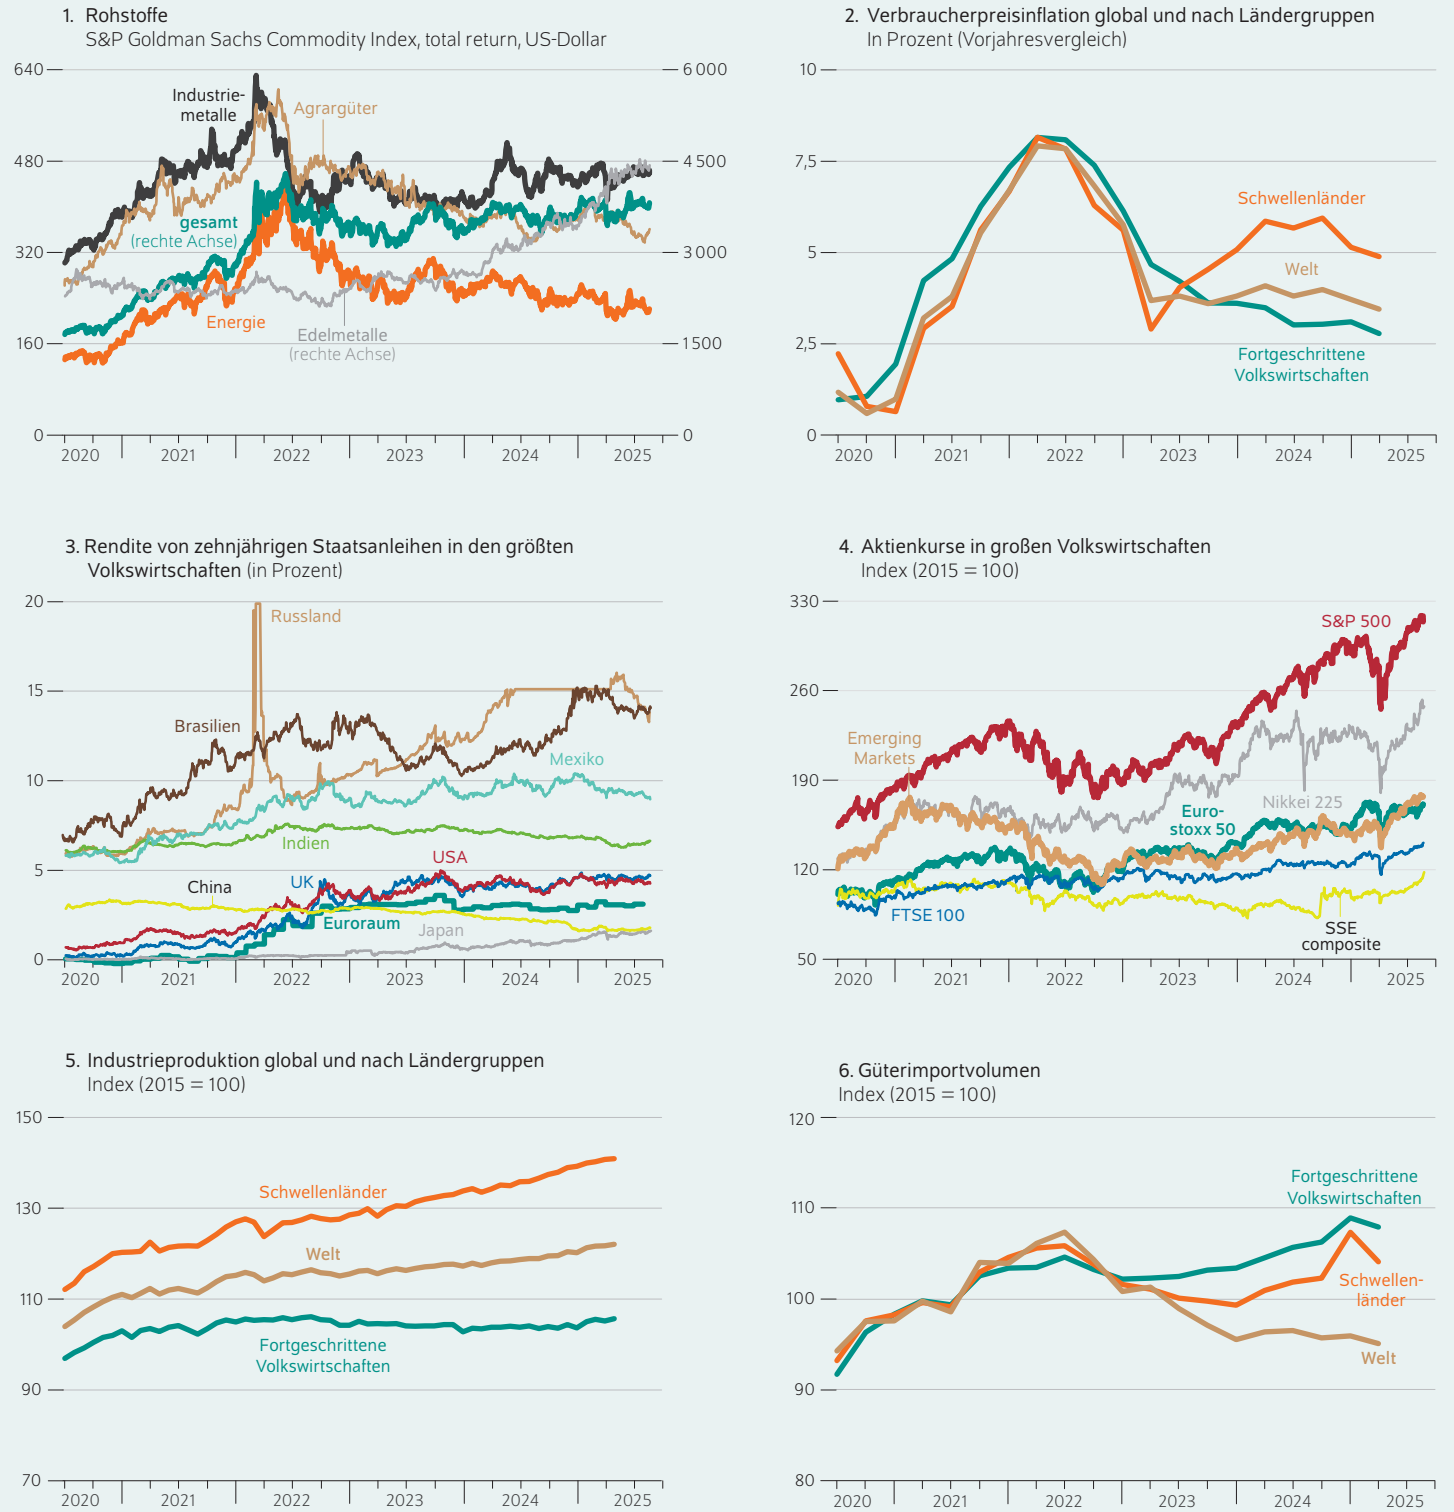 1. Rohstoffe
S&P Goldman Sachs Commodity Index, total return, US-Dollar
640
480
320
160
0
6 000
4 500
3 000
1 500
0
Industrie-
metalle
Agrargüter
gesamt
(rechte Achse)
Energie
Edelmetalle
(rechte Achse)
2020
2021
2022
2023
2024
2025
2. Verbraucherpreisinflation global und nach Ländergruppen
In Prozent (Vorjahresvergleich)
10
7,5
5
2,5
0
Schwellenländer
Welt
Fortgeschrittene
Volkswirtschaften
2020
2021
2022
2023
2024
2025
3. Rendite von zehnjährigen Staatsanleihen in den größten
Volkswirtschaften (in Prozent)
20
15
10
5
0
Russland
Brasilien
Mexiko
Indien
USA
China
UK
Euroraum
Japan
2020
2021
2022
2023
2024
2025
4. Aktienkurse in großen Volkswirtschaften
Index (2015 = 100)
330
260
190
120
50
S&P 500
Emerging
Markets
Nikkei 225
Euro-
stoxx 50
FTSE 100
SSE
composite
2020
2021
2022
2023
2024
2025
5. Industrieproduktion global und nach Ländergruppen
Index (2015 = 100)
150
130
110
90
70
Schwellenländer
Welt
Fortgeschrittene
Volkswirtschaften
2020
2021
2022
2023
2024
2025
6. Güterimportvolumen
Index (2015 = 100)
120
110
100
90
80
Fortgeschrittene
Volkswirtschaften
Schwellen-
länder
Welt
2020
2021
2022
2023
2024
2025